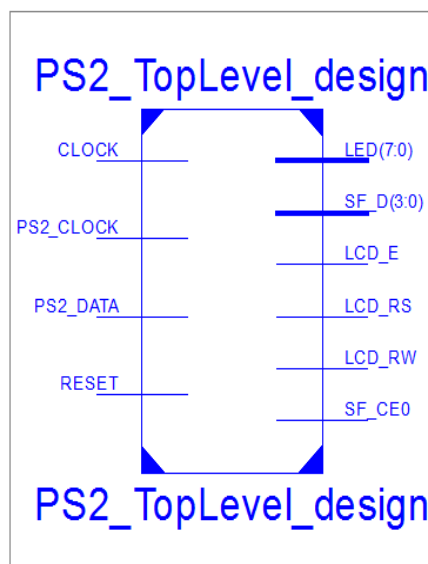 PS2_TopLevel_design
CLOCK
LED(7:0)
SF_D(3:0)
PS2_CLOCK
LCD_E
PS2_DATA
LCD_RS
LCD_RW
RESET
SF_CE0
PS2_TopLevel_design